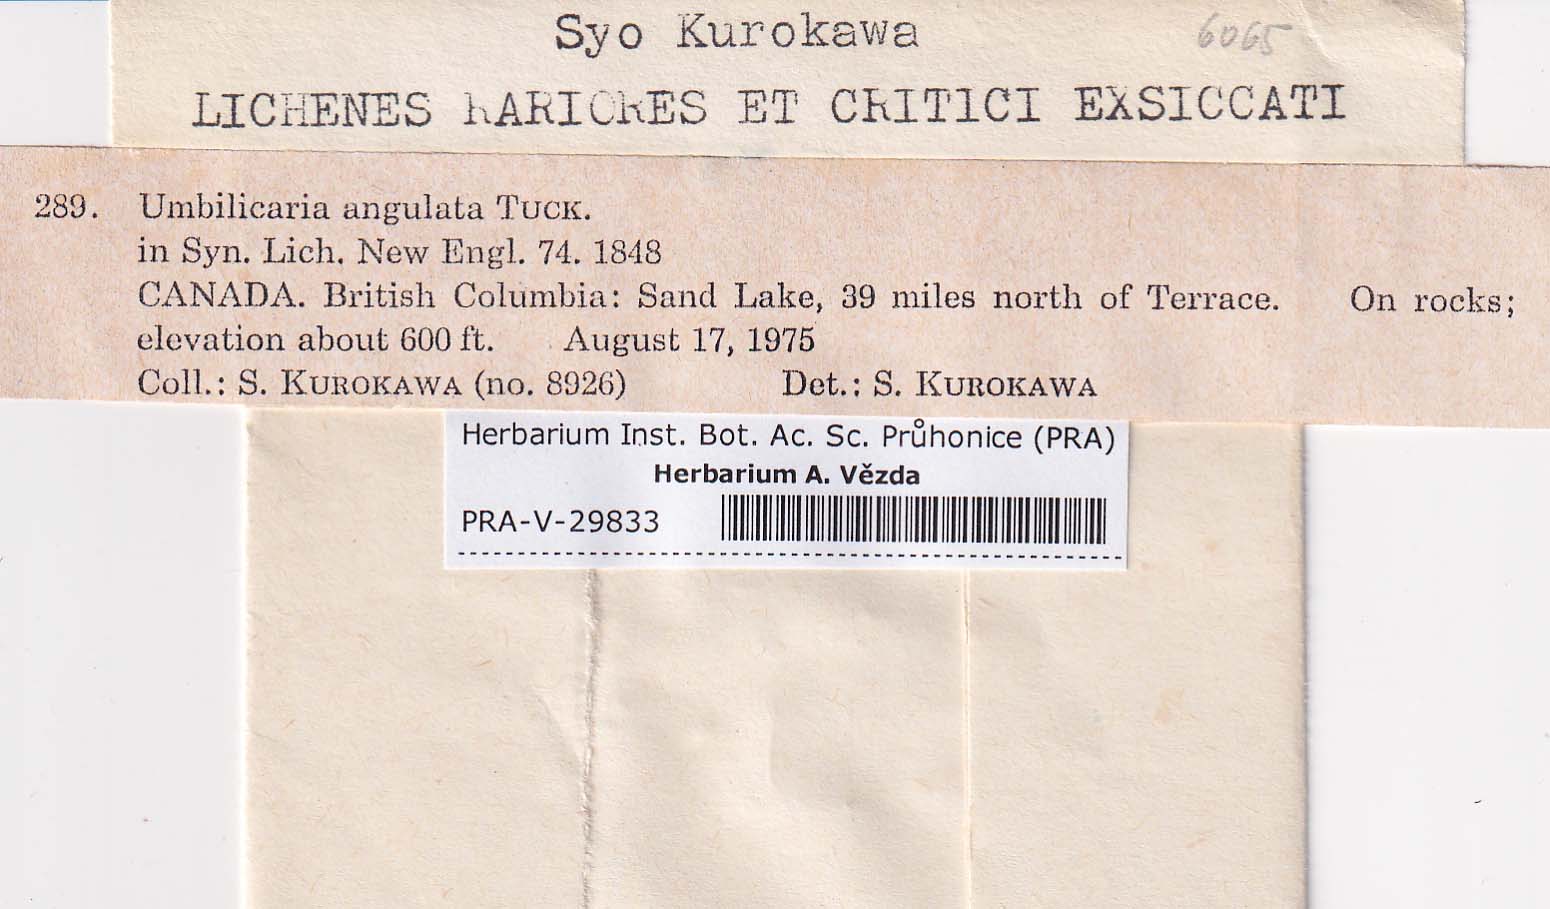 Syo Kurokawa 6065
LICHENES RARIORES ET CRITICI EXSICCATI
289. Umbilicaria angulata TUCK.
in Syn. Lich. New Engl. 74. 1848
CANADA. British Columbia: Sand Lake, 39 miles north of Terrace. On rocks;
elevation about 600 ft. August 17, 1975
Coll.: S. KUROKAWA (no. 8926) Det.: S. KUROKAWA
Herbarium Inst. Bot. Ac. Sc. Průhonice (PRA)
Herbarium A. Vězda
PRA-V-29833